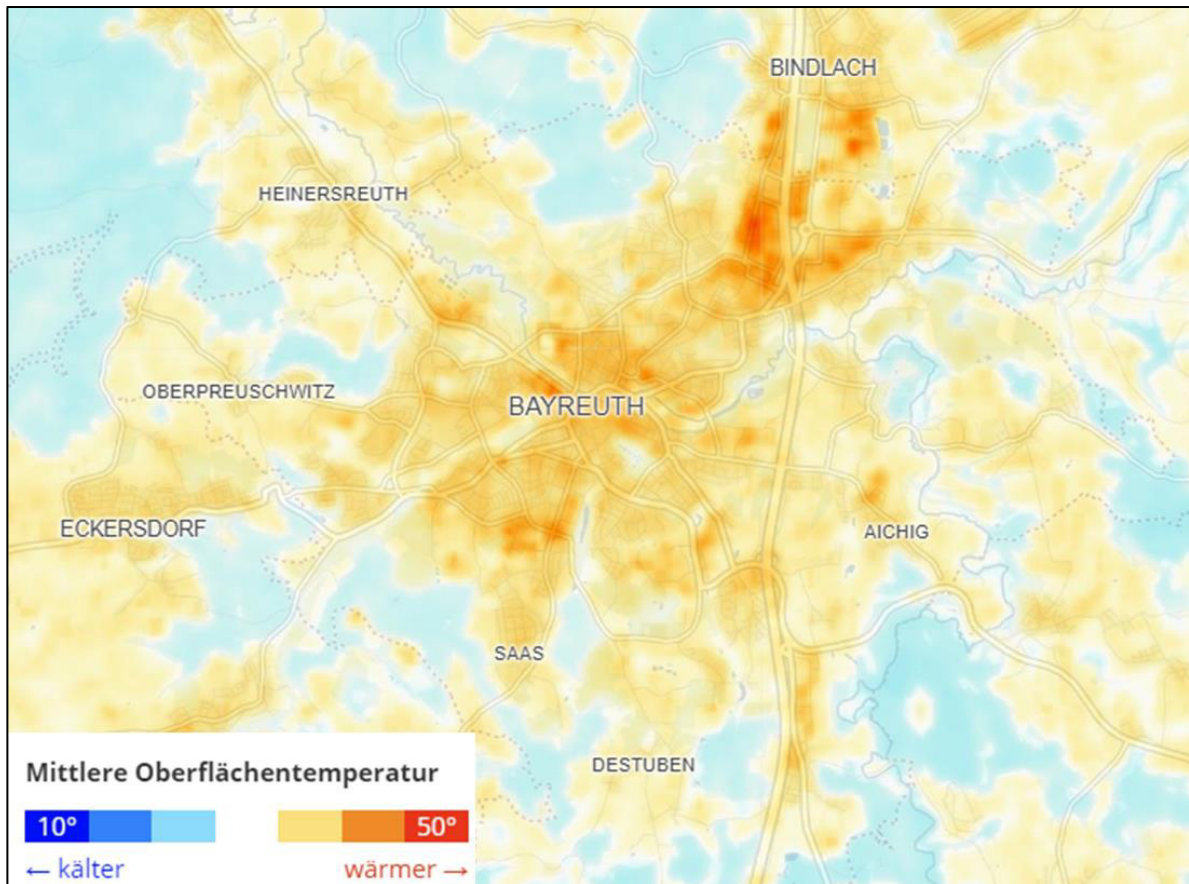 BINDLACH
HEINERSREUTH
OBERPREUSCHWITZ
BAYREUTH
ECKERSDORF
AICHIG
SAAS
DESTUBEN
Mittlere Oberflächentemperatur
10° 50°
← kälter wärmer →